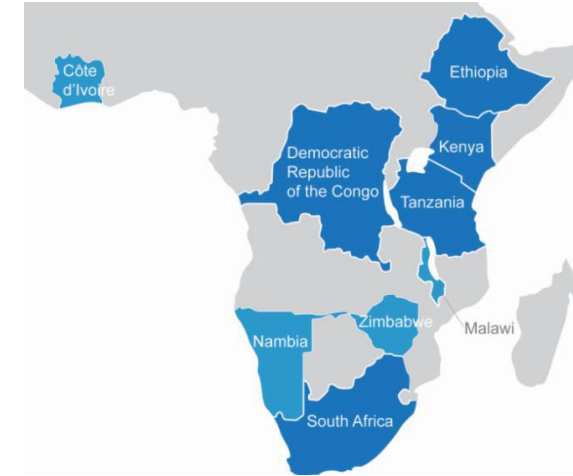 Côte
d'Ivoire
Ethiopia
Kenya
Democratic
Republic
of the Congo
Tanzania
Zimbabwe
Malawi
Nambia
South Africa